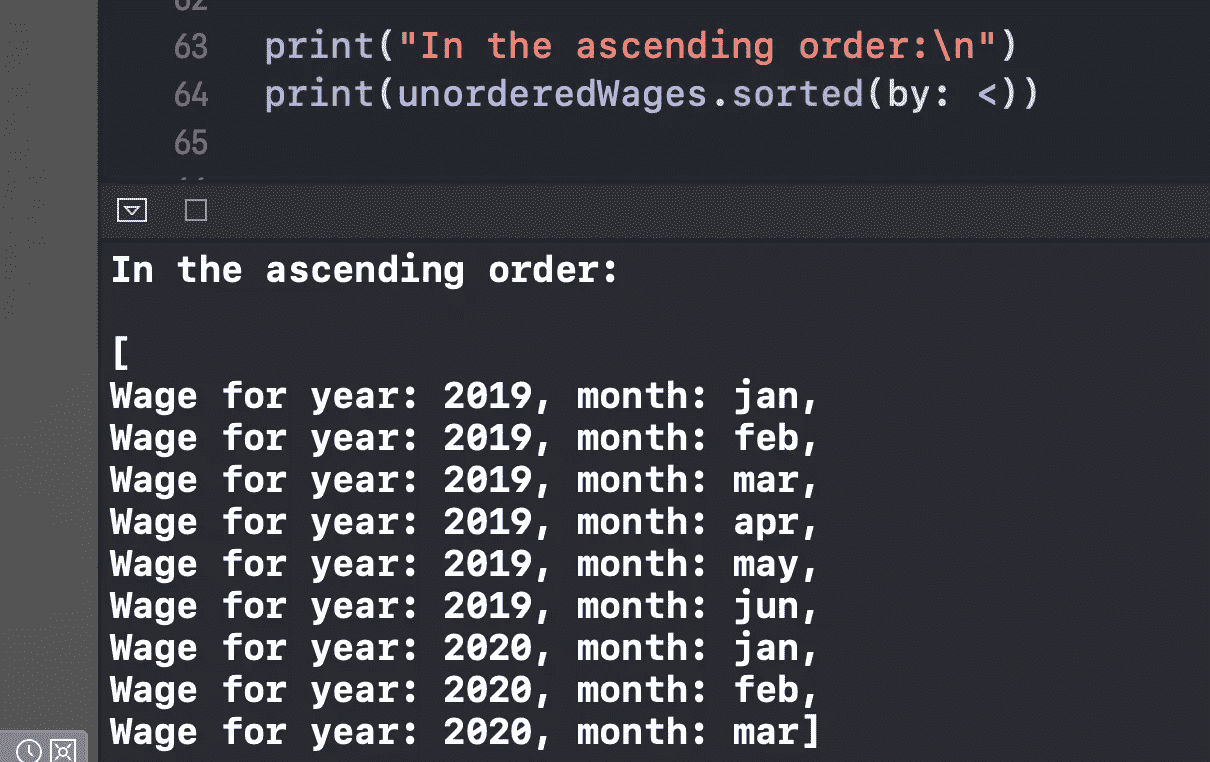 62
63 print("In the ascending order:\n")
64 print(unorderedWages.sorted(by: <))
65
In the ascending order:
[
Wage for year: 2019, month: jan,
Wage for year: 2019, month: feb,
Wage for year: 2019, month: mar,
Wage for year: 2019, month: apr,
Wage for year: 2019, month: may,
Wage for year: 2019, month: jun,
Wage for year: 2020, month: jan,
Wage for year: 2020, month: feb,
Wage for year: 2020, month: mar]